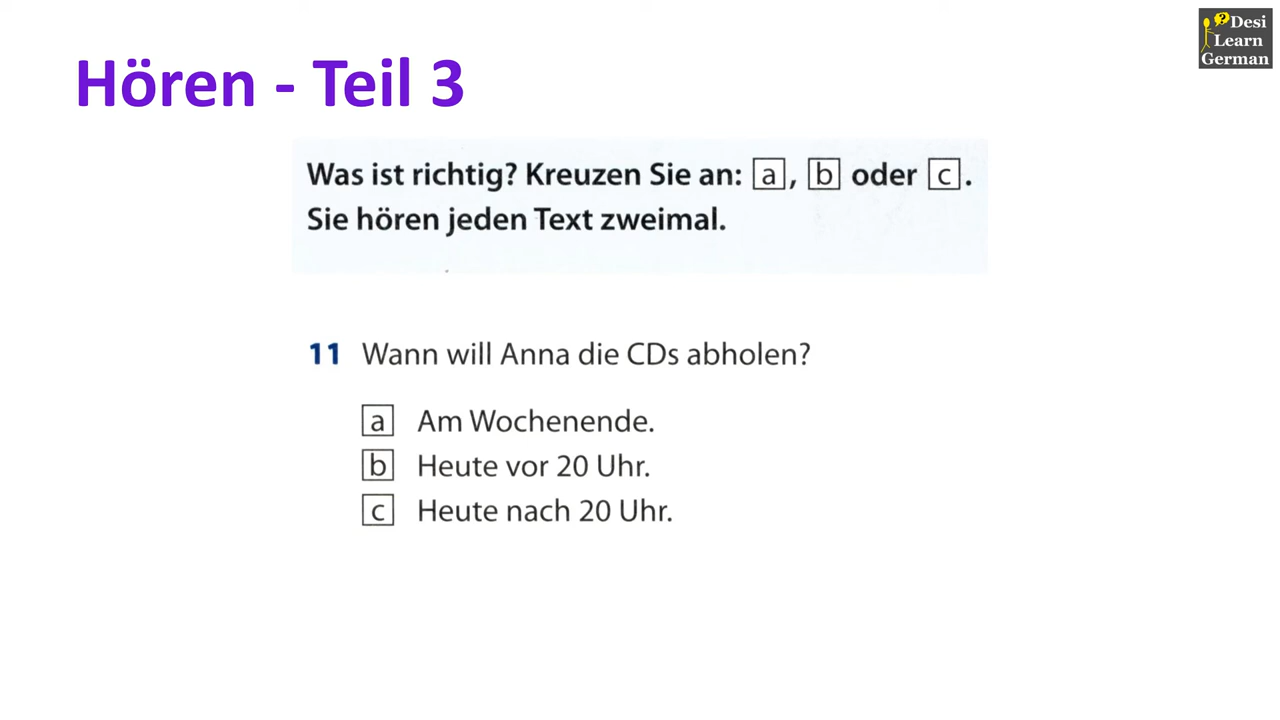 ? Desi
Learn
German
Hören - Teil 3
Was ist richtig? Kreuzen Sie an: a, b oder c.
Sie hören jeden Text zweimal.
11 Wann will Anna die CDs abholen?
a Am Wochenende.
b Heute vor 20 Uhr.
c Heute nach 20 Uhr.